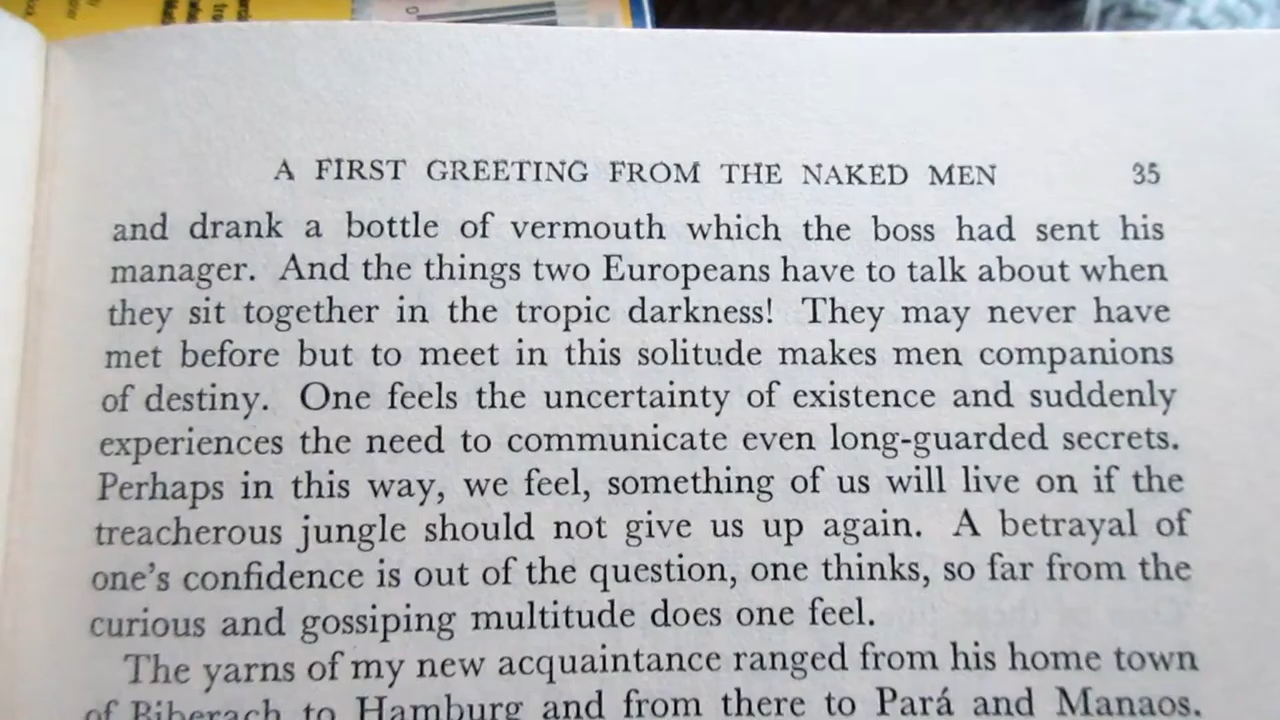 A FIRST GREETING FROM THE NAKED MEN 35
and drank a bottle of vermouth which the boss had sent his
manager. And the things two Europeans have to talk about when
they sit together in the tropic darkness! They may never have
met before but to meet in this solitude makes men companions
of destiny. One feels the uncertainty of existence and suddenly
experiences the need to communicate even long-guarded secrets.
Perhaps in this way, we feel, something of us will live on if the
treacherous jungle should not give us up again. A betrayal of
one's confidence is out of the question, one thinks, so far from the
curious and gossiping multitude does one feel.
The yarns of my new acquaintance ranged from his home town
of Biberach to Hamburg and from there to Pará and Manaos.